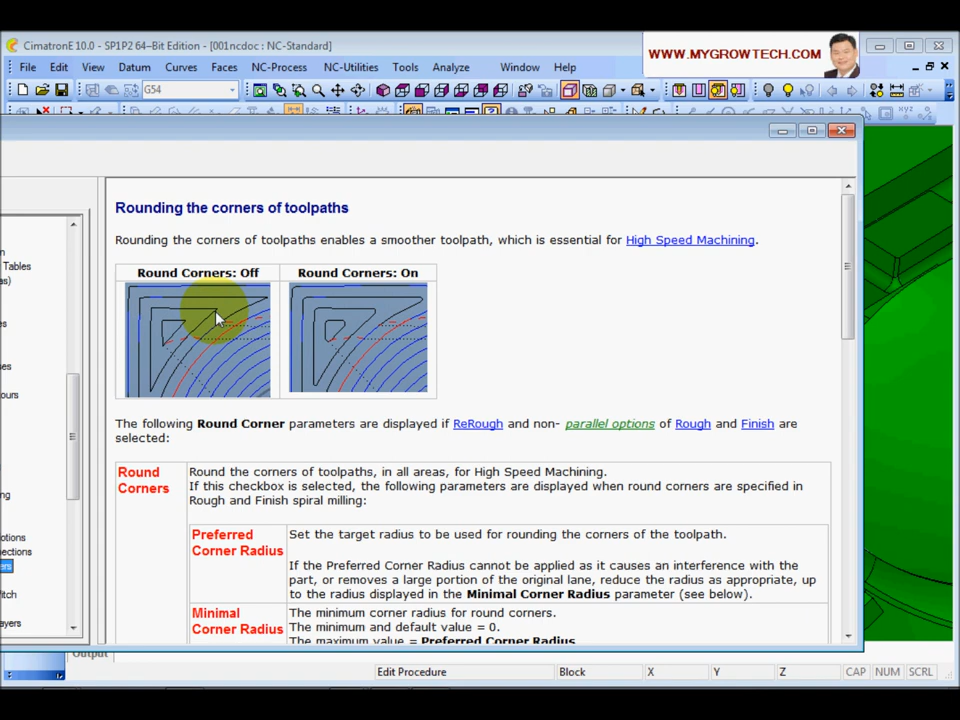 CimatronE 10.0 - SP1P2 64–Bit Edition - [001ncdoc : NC-Standard]
WWW.MYGROWTECH.COM
File Edit View Datum Curves Faces NC-Process NC-Utilities Tools Analyze Window Help
G54
Rounding the corners of toolpaths
Rounding the corners of toolpaths enables a smoother toolpath, which is essential for High Speed Machining.
Round Corners: Off Round Corners: On
Tables
The following Round Corner parameters are displayed if ReRough and non- parallel options of Rough and Finish are
selected:
Round
Corners
Round the corners of toolpaths, in all areas, for High Speed Machining.
If this checkbox is selected, the following parameters are displayed when round corners are specified in
Rough and Finish spiral milling:
Preferred
Corner Radius
Set the target radius to be used for rounding the corners of the toolpath.
If the Preferred Corner Radius cannot be applied as it causes an interference with the
part, or removes a large portion of the original lane, reduce the radius as appropriate, up
to the radius displayed in the Minimal Corner Radius parameter (see below).
Minimal
Corner Radius
The minimum corner radius for round corners.
The minimum and default value = 0.
The maximum value = Preferred Corner Radius.
Output
Edit Procedure Block X Y Z CAP NUM SCRL